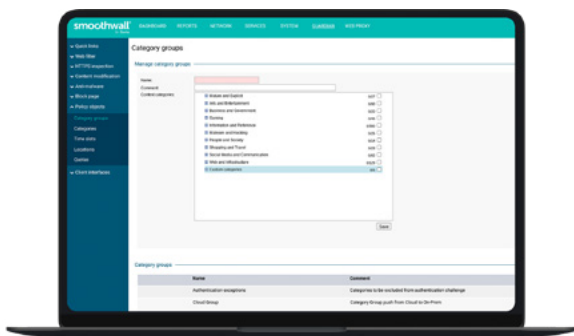 smoothwall
DASHBOARD REPORTS NETWORK SERVICES SYSTEM GUARDIAN WEB PROXY
Quick links
Web filter
HTTPS inspection
Content modification
Anti-malware
Block page
Policy objects
Category groups
Categories
Time slots
Locations
Quotas
Client interfaces
Category groups
Manage category groups
Name
Comment
Content categories
Mature and Explicit
Arts and Entertainment
Business and Government
Gaming
Information and Reference
Malware and Hacking
People and Society
Shopping and Travel
Social Media and Communication
Web and Infrastructure
Custom categories
Save
Category groups
Name Comment
Authentication exceptions Categories to be excluded from authentication challenge
Cloud Group Category Group push from Cloud to On-Prem